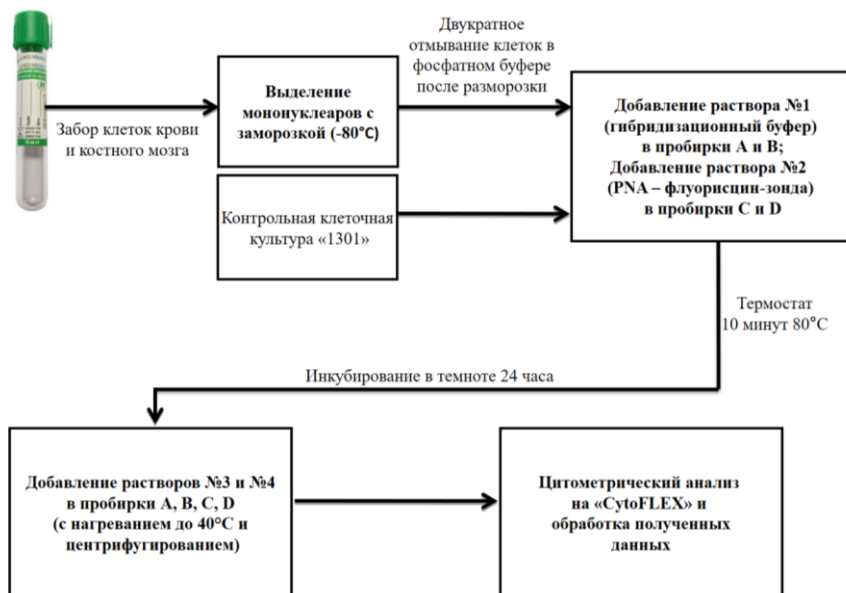 Забор клеток крови
и костного мозга
Выделение
мононуклеаров с
заморозкой (-80°С)
Двукратное
отмывание клеток в
фосфатном буфере
после разморозки
Контрольная клеточная
культура «1301»
Добавление раствора №1
(гибридизационный буфер)
в пробирки А и В;
Добавление раствора №2
(PNA – флуорисцин-зонда)
в пробирки С и D
Термостат
10 минут 80°С
Инкубирование в темноте 24 часа
Добавление растворов №3 и №4
в пробирки А, В, С, D
(с нагреванием до 40°С и
центрифугированием)
Цитометрический анализ
на «CytoFLEX» и
обработка полученных
данных